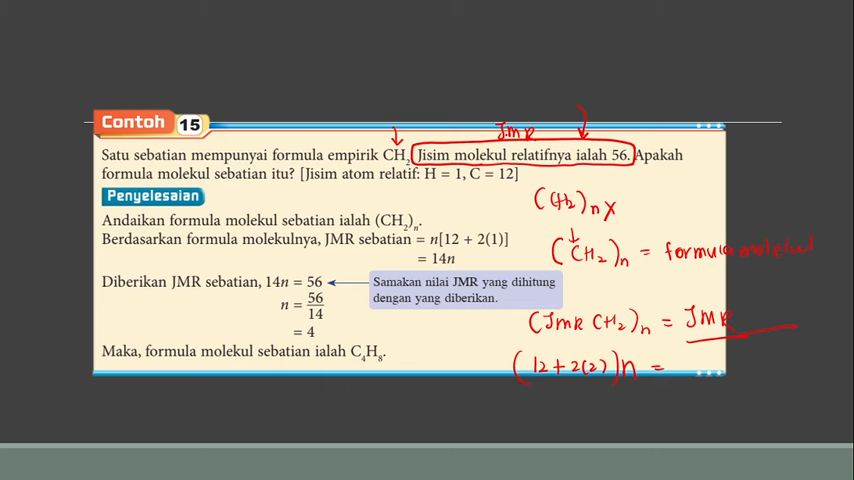 Contoh 15
JMR
Satu sebatian mempunyai formula empirik CH₂. Jisim molekul relatifnya ialah 56. Apakah
formula molekul sebatian itu? [Jisim atom relatif: H = 1, C = 12]
Penyelesaian
(CH₂)ₙ x
Andaikan formula molekul sebatian ialah (CH₂)ₙ.
Berdasarkan formula molekulnya, JMR sebatian = n[12 + 2(1)]
= 14n
(CH₂)ₙ = formula molekul
Diberikan JMR sebatian, 14n = 56
Samakan nilai JMR yang dihitung
dengan yang diberikan.
n = 56/14
= 4
(JMR CH₂)ₙ = JMR
Maka, formula molekul sebatian ialah C₄H₈.
(12 + 2(2))n =